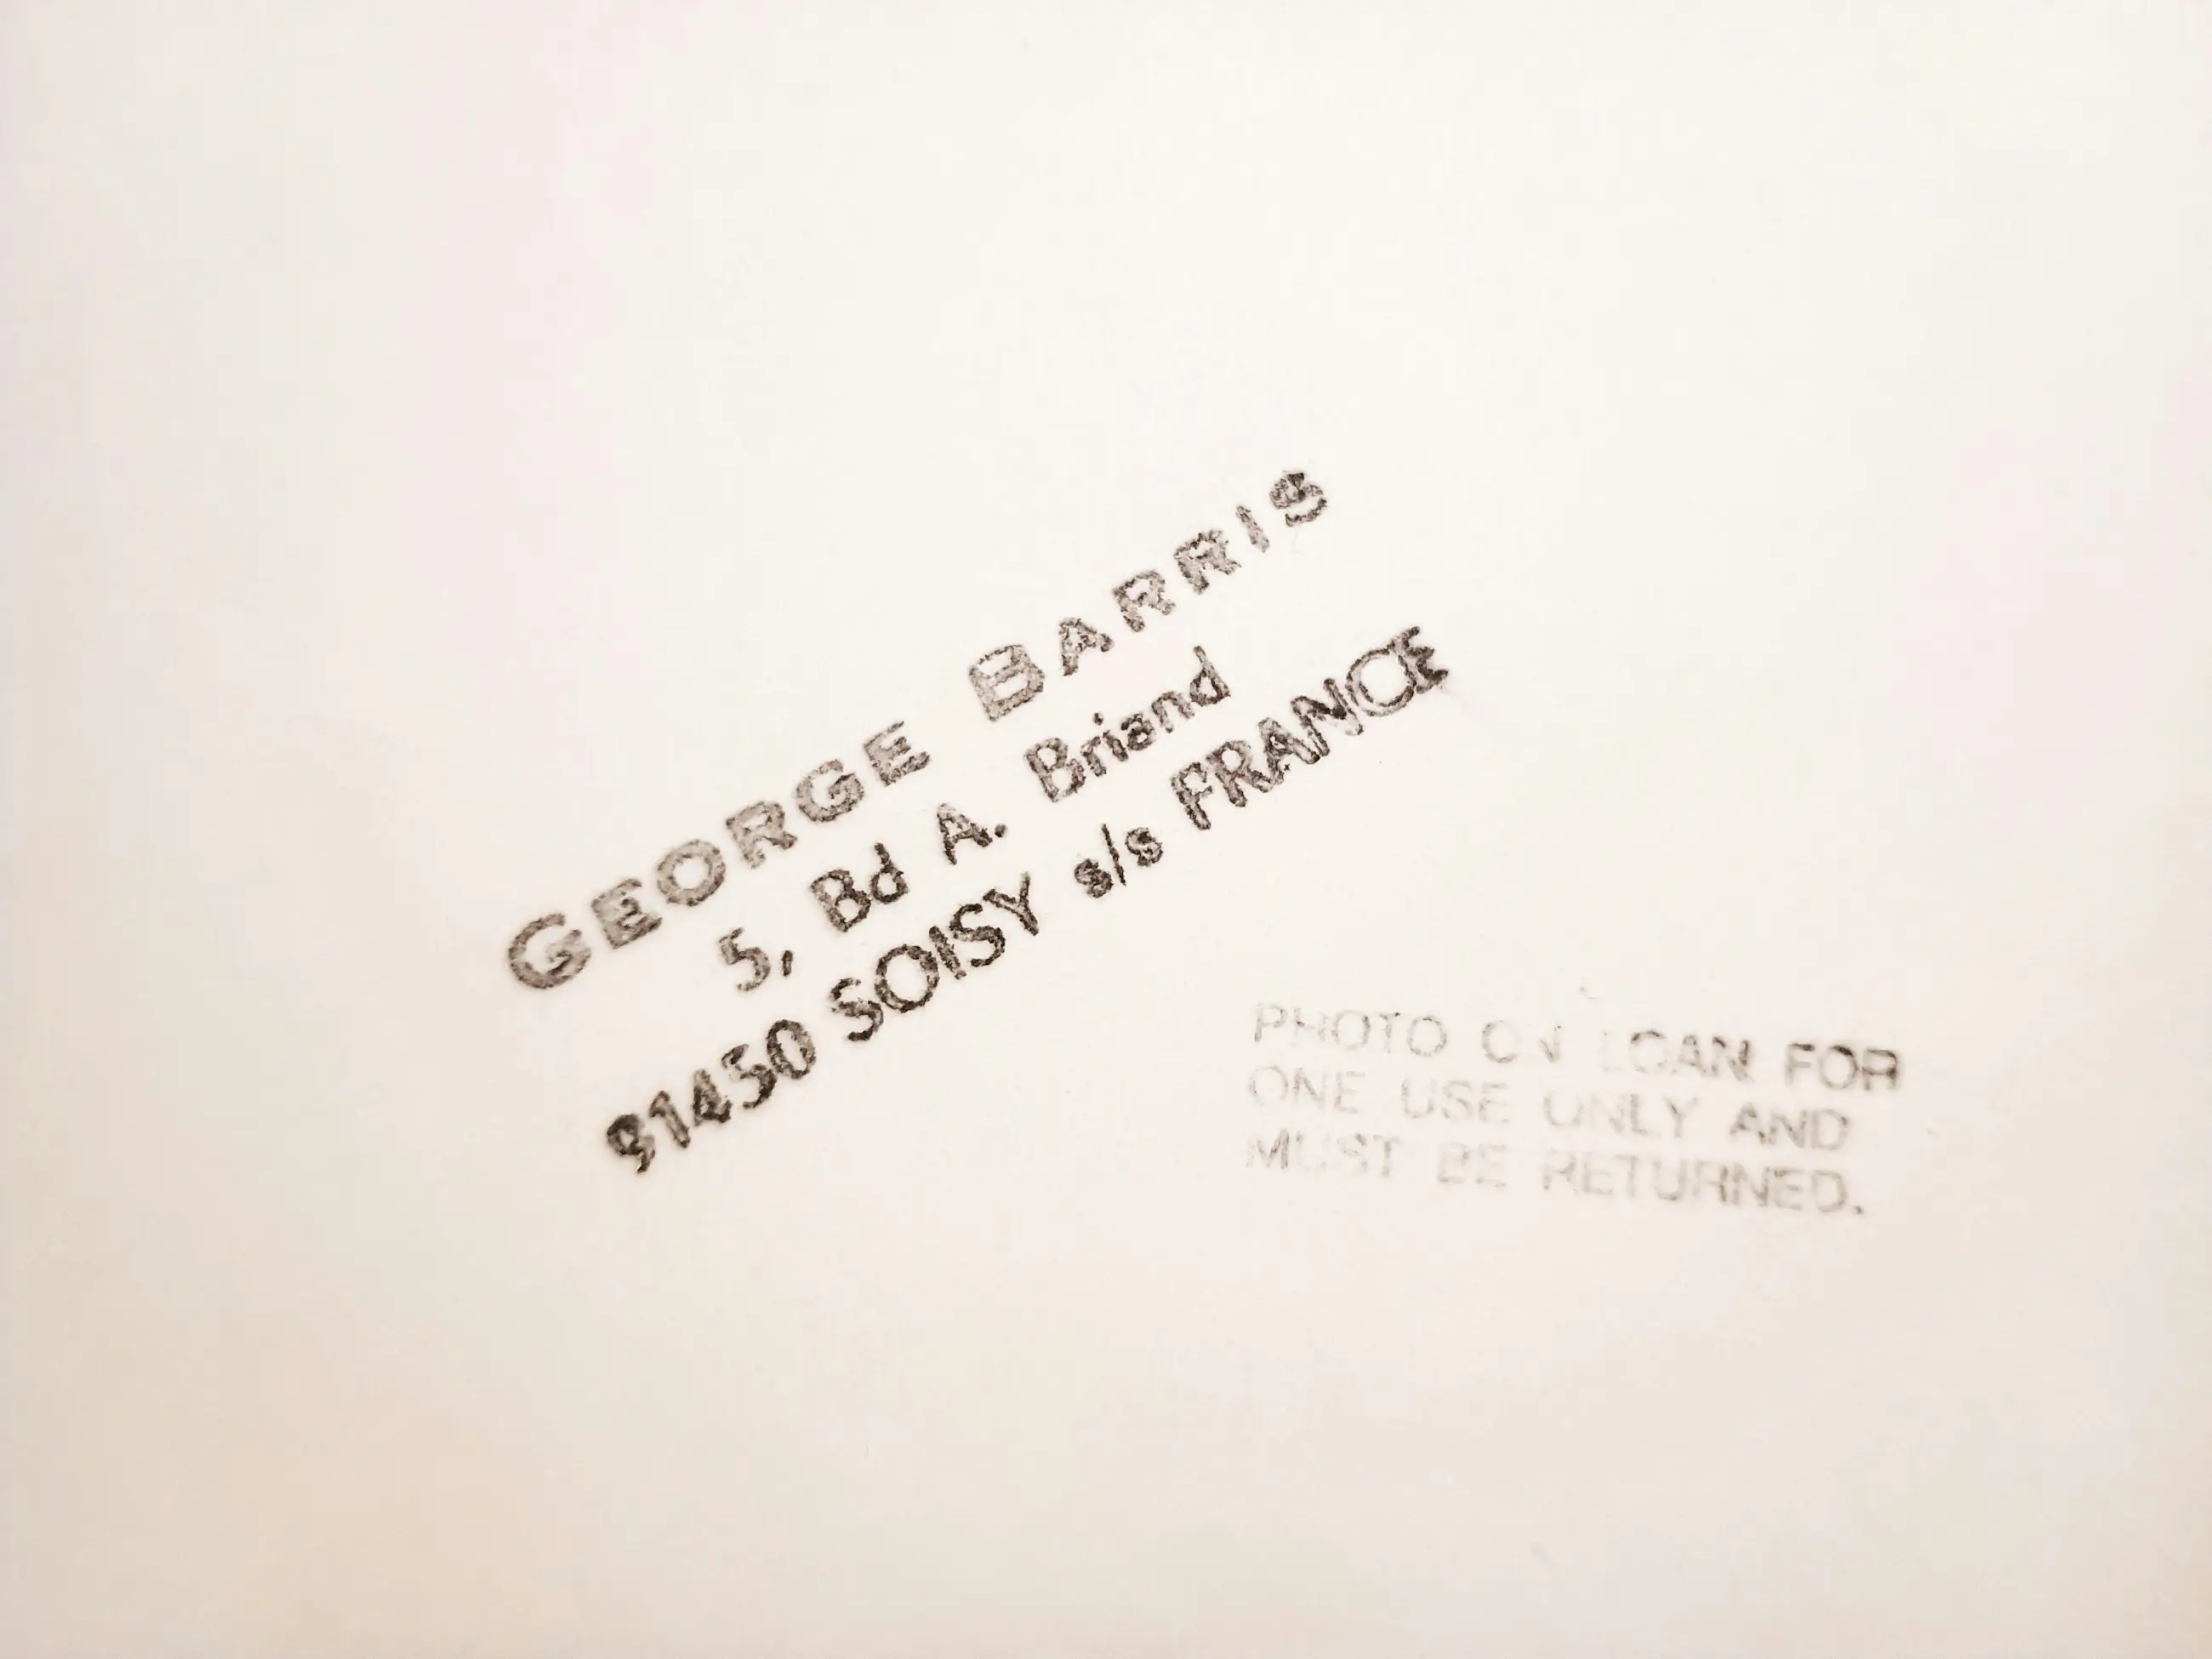 GEORGE BARRIS
5, Bd A. Briand
91450 SOISY s/s FRANCE
PHOTO ON LOAN FOR
ONE USE ONLY AND
MUST BE RETURNED.